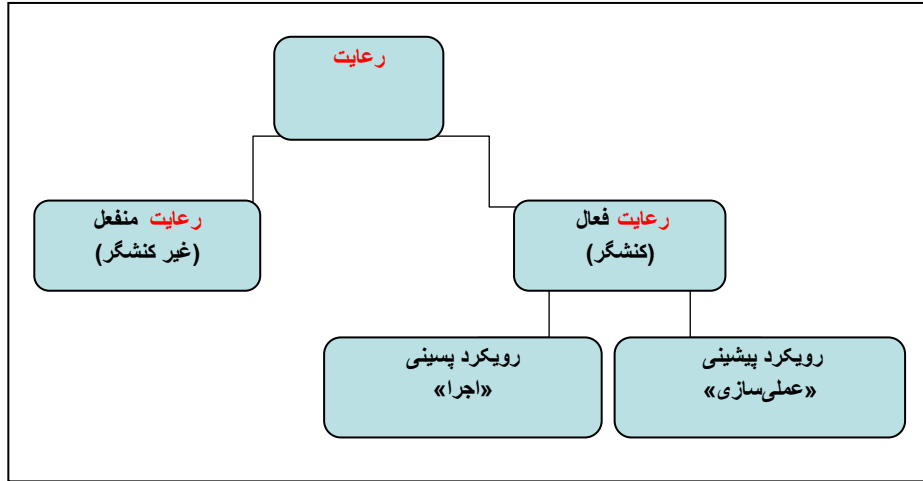 رعایت
رعایت فعال
(کنشگر)
رعایت منفعل
(غیر کنشگر)
رویکرد پیشینی
«عملی‌سازی»
رویکرد پسینی
«اجرا»